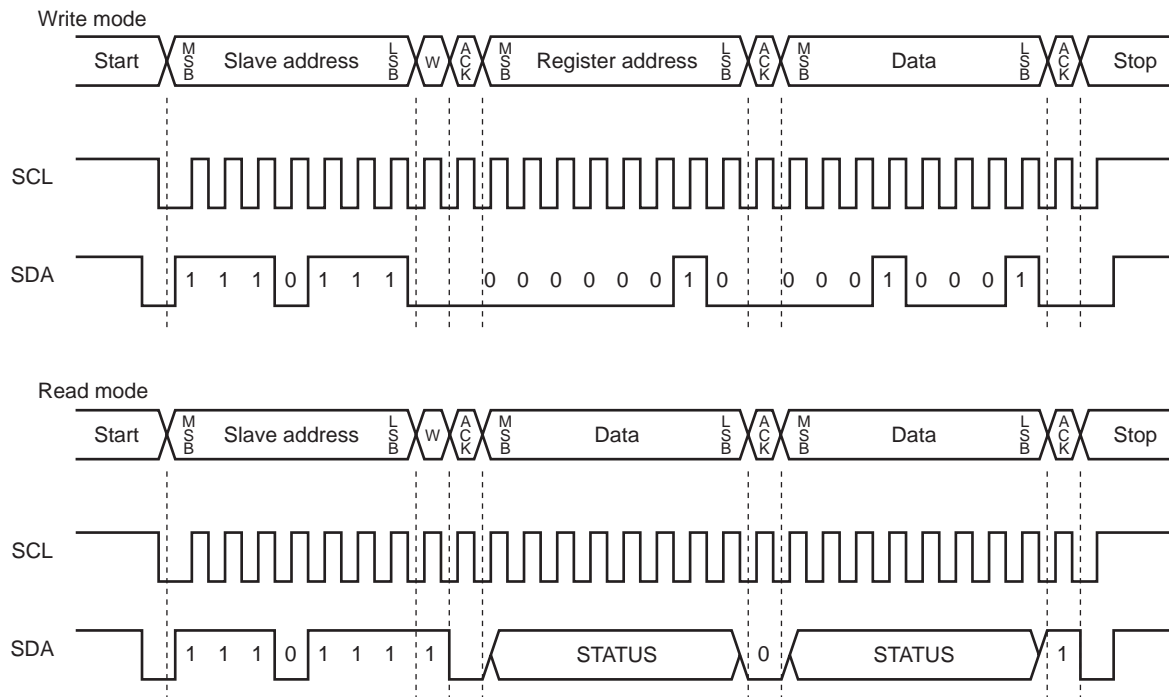 Write mode
Start MSB Slave address LSB W ACK MSB Register address LSB ACK MSB Data LSB ACK Stop
SCL
SDA 1 1 1 0 1 1 1 0 0 0 0 0 0 1 0 0 0 0 1 0 0 0 1
Read mode
Start MSB Slave address LSB W ACK MSB Data LSB ACK MSB Data LSB ACK Stop
SCL
SDA 1 1 1 0 1 1 1 1 STATUS 0 STATUS 1